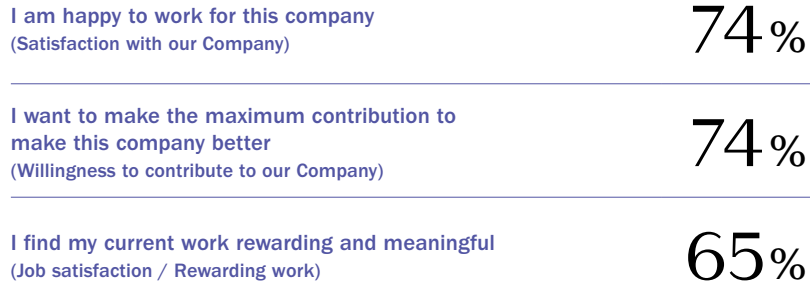 I am happy to work for this company
(Satisfaction with our Company)
74%
I want to make the maximum contribution to
make this company better
(Willingness to contribute to our Company)
74%
I find my current work rewarding and meaningful
(Job satisfaction / Rewarding work)
65%